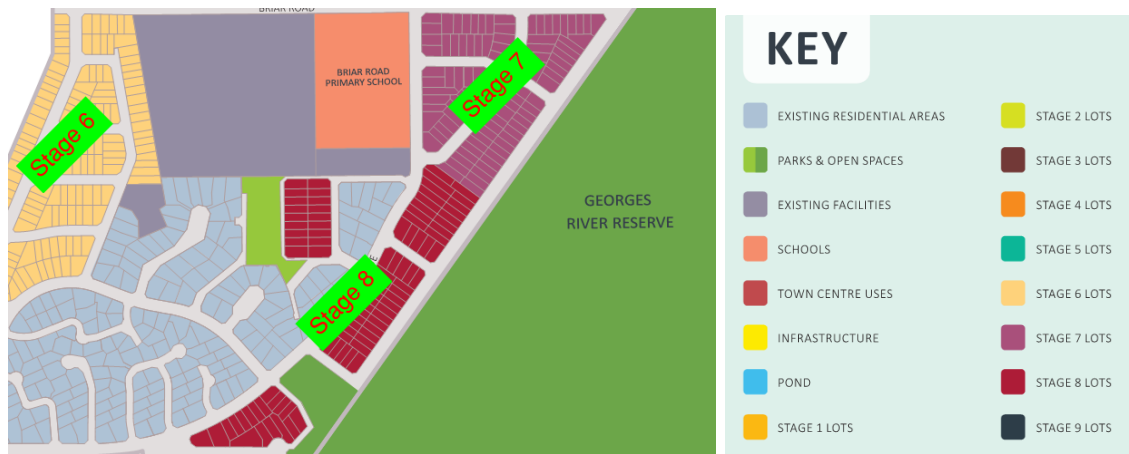 BRIAR ROAD
BRIAR ROAD
PRIMARY SCHOOL
Stage 7
Stage 6
GEORGES
RIVER RESERVE
E
Stage 8
KEY
EXISTING RESIDENTIAL AREAS
PARKS & OPEN SPACES
EXISTING FACILITIES
SCHOOLS
TOWN CENTRE USES
INFRASTRUCTURE
POND
STAGE 1 LOTS
STAGE 2 LOTS
STAGE 3 LOTS
STAGE 4 LOTS
STAGE 5 LOTS
STAGE 6 LOTS
STAGE 7 LOTS
STAGE 8 LOTS
STAGE 9 LOTS